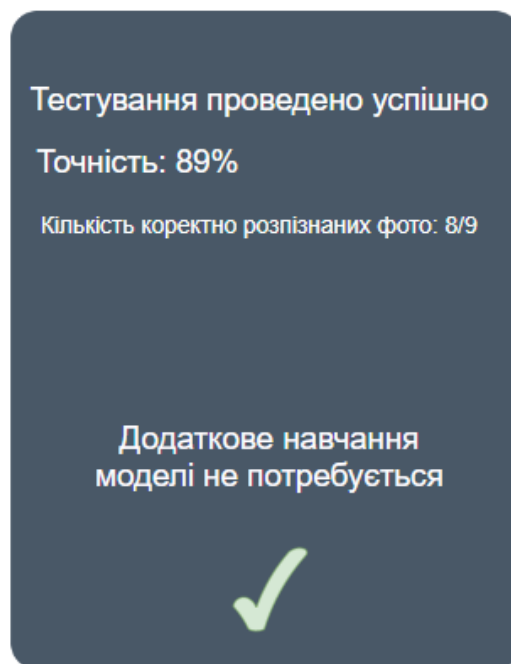 Тестування проведено успішно
Точність: 89%
Кількість коректно розпізнаних фото: 8/9
Додаткове навчання
моделі не потребується